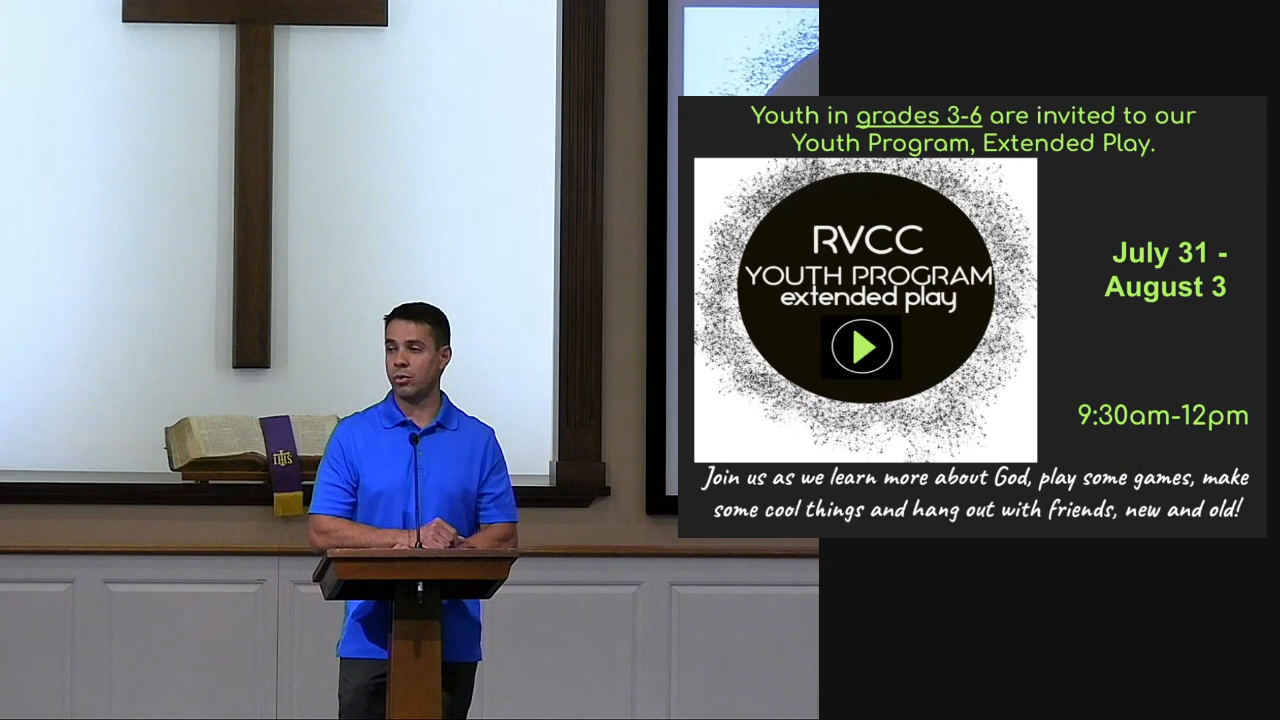 Youth in grades 3-6 are invited to our
Youth Program, Extended Play.
RVCC
YOUTH PROGRAM
extended play
July 31 -
August 3
9:30am-12pm
Join us as we learn more about God, play some games, make
some cool things and hang out with friends, new and old!
IHS